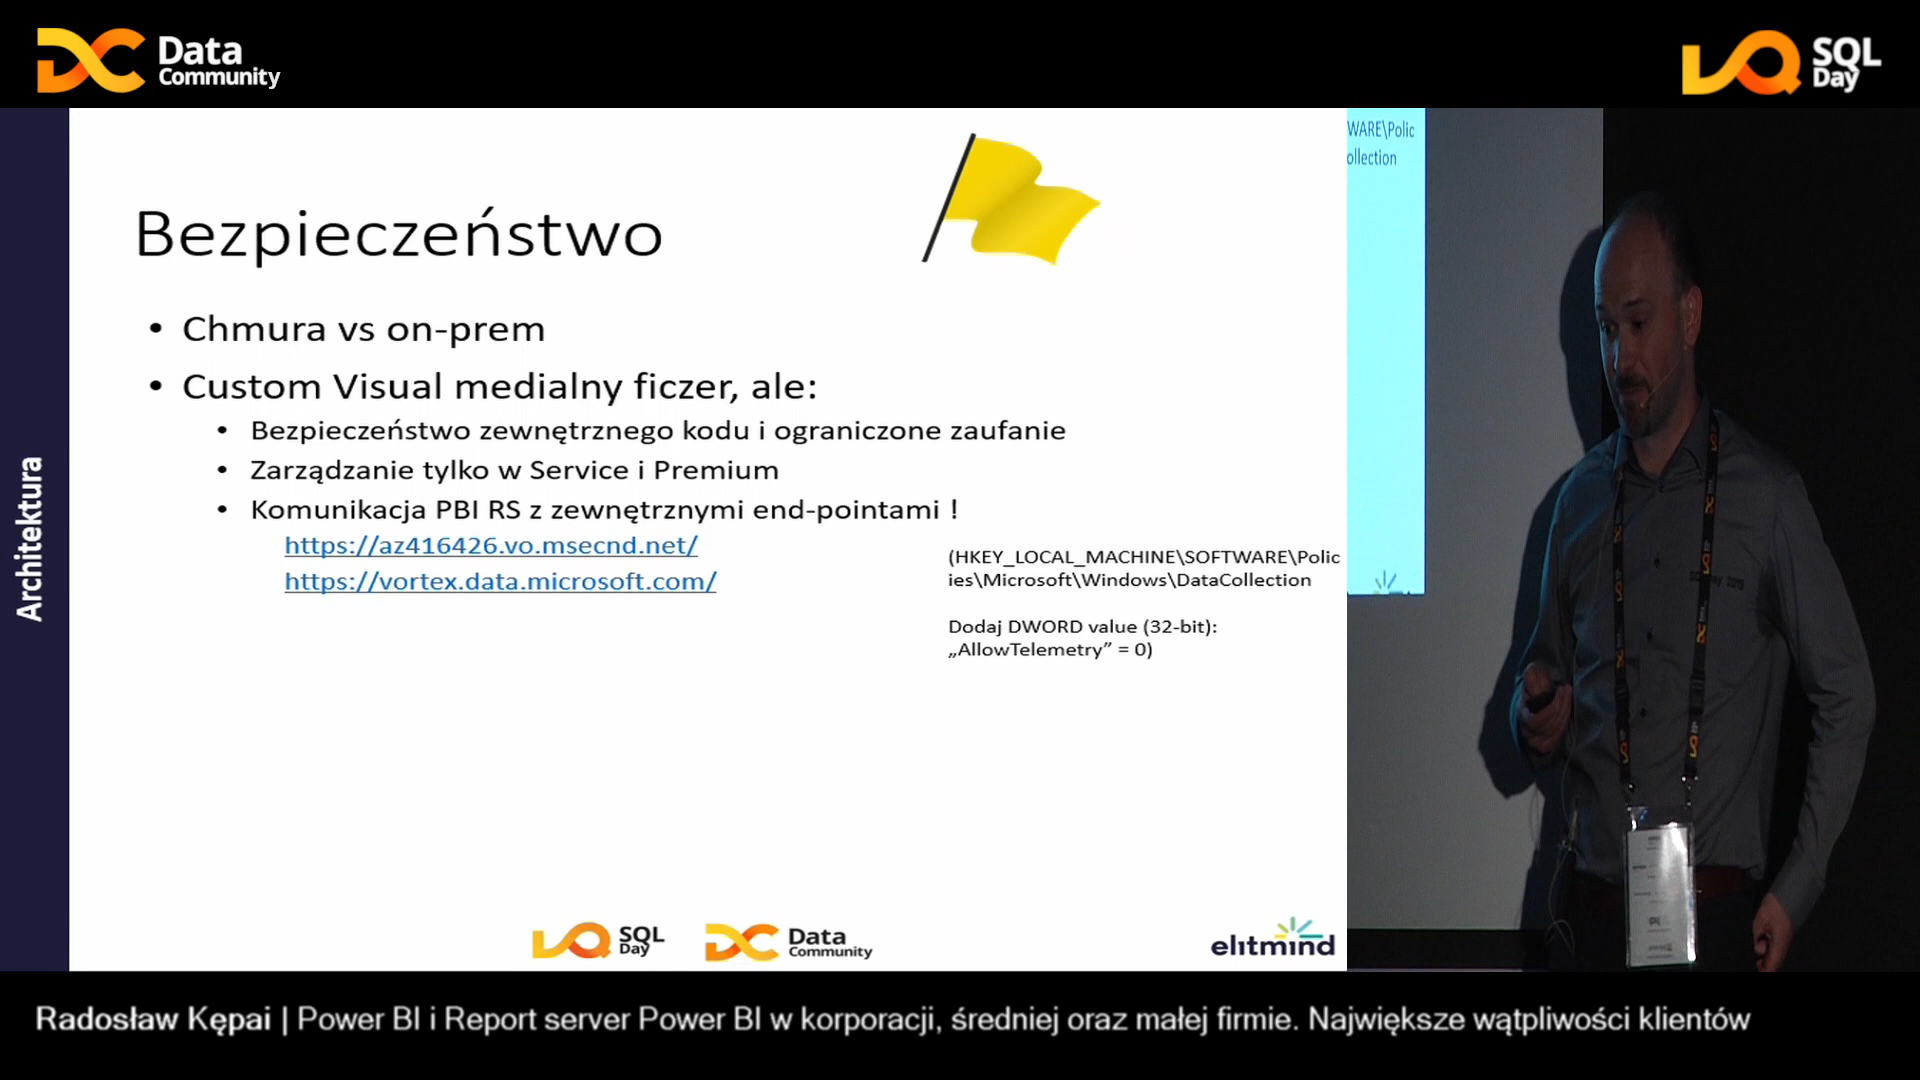 Data
Community
SQL
Day
Architektura
Bezpieczeństwo
• Chmura vs on-prem
• Custom Visual medialny ficzer, ale:
• Bezpieczeństwo zewnętrznego kodu i ograniczone zaufanie
• Zarządzanie tylko w Service i Premium
• Komunikacja PBI RS z zewnętrznymi end-pointami !
https://az416426.vo.msecnd.net/
https://vortex.data.microsoft.com/
(HKEY_LOCAL_MACHINE\SOFTWARE\Polic
ies\Microsoft\Windows\DataCollection
Dodaj DWORD value (32-bit):
„AllowTelemetry” = 0)
WARE\Polic
ollection
SQL
Day
Data
Community
elitmind
Radosław Kępai | Power BI i Report server Power BI w korporacji, średniej oraz małej firmie. Największe wątpliwości klientów